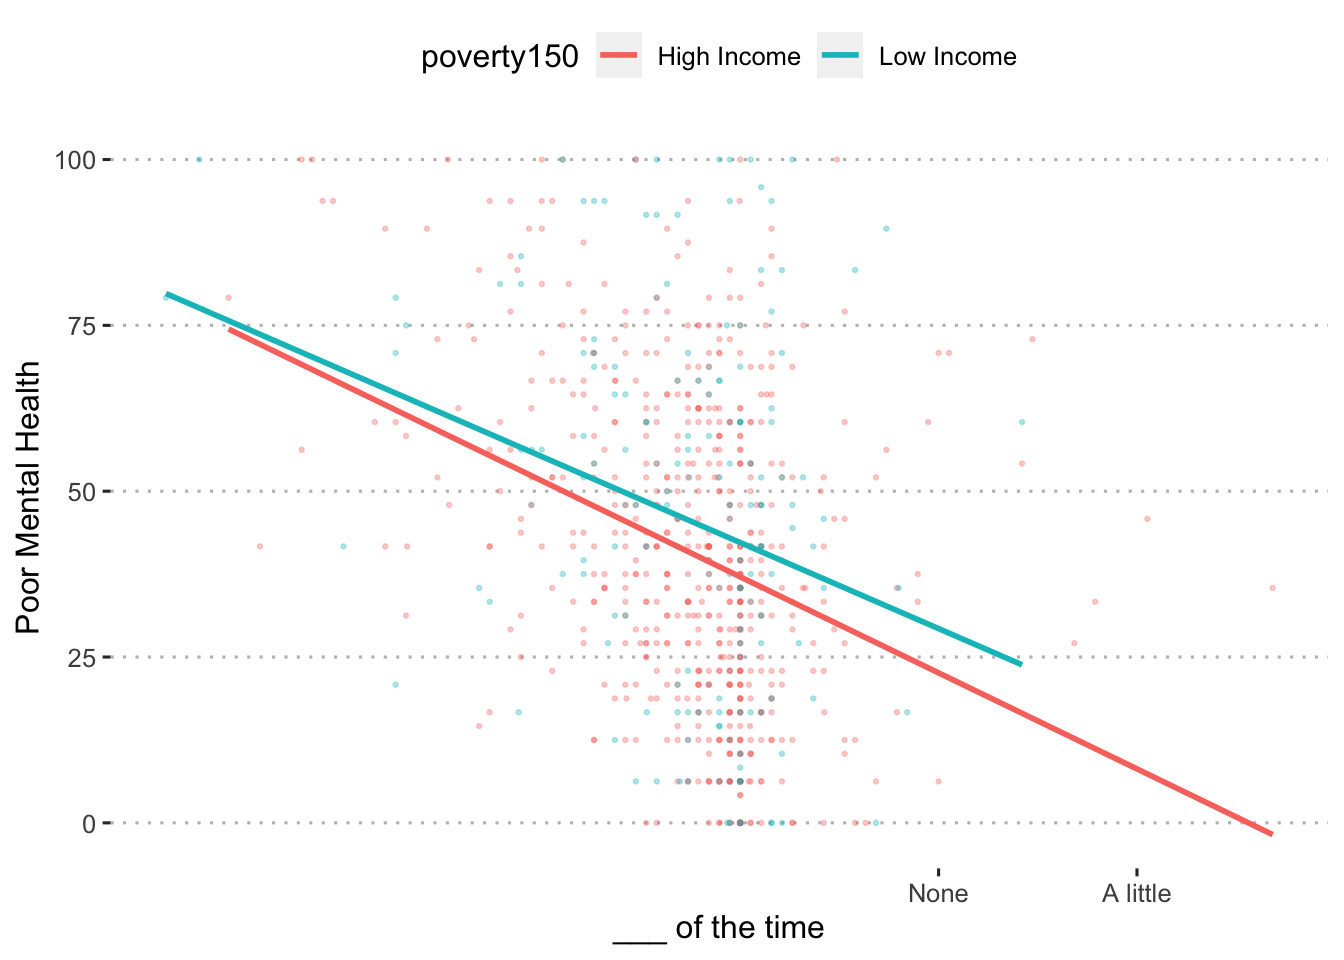 poverty150 High Income Low Income
100
75
50
25
0
Poor Mental Health
None A little
___ of the time